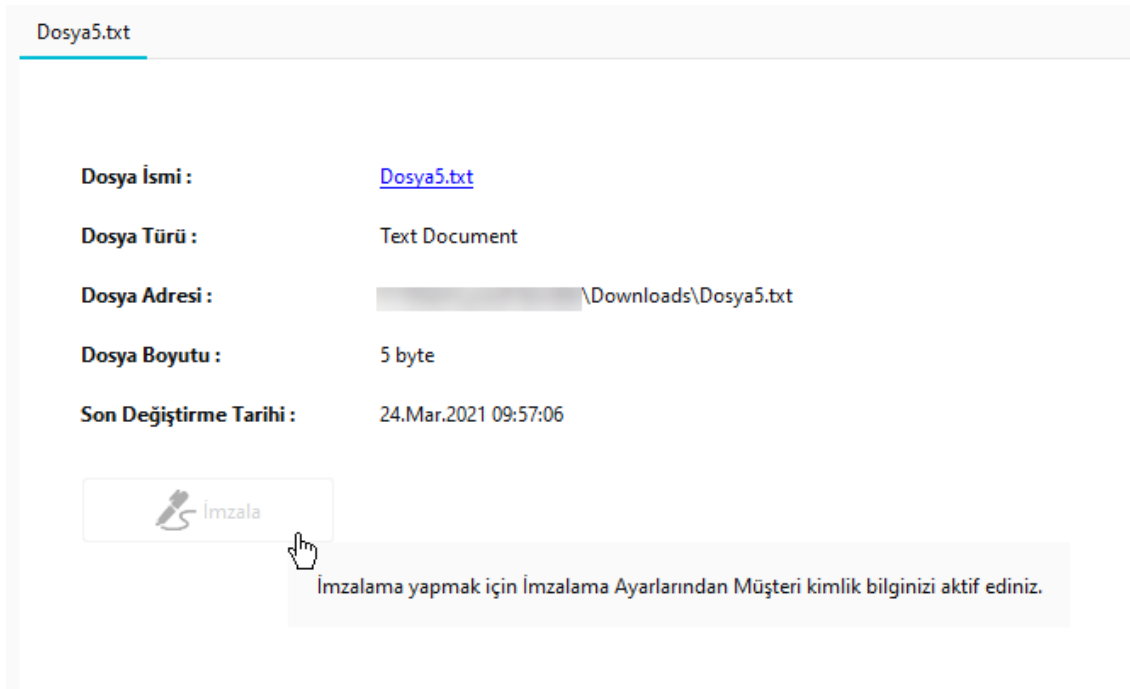 Dosya5.txt
Dosya İsmi : Dosya5.txt
Dosya Türü : Text Document
Dosya Adresi : \Downloads\Dosya5.txt
Dosya Boyutu : 5 byte
Son Değiştirme Tarihi : 24.Mar.2021 09:57:06
İmzala
İmzalama yapmak için İmzalama Ayarlarından Müşteri kimlik bilginizi aktif ediniz.